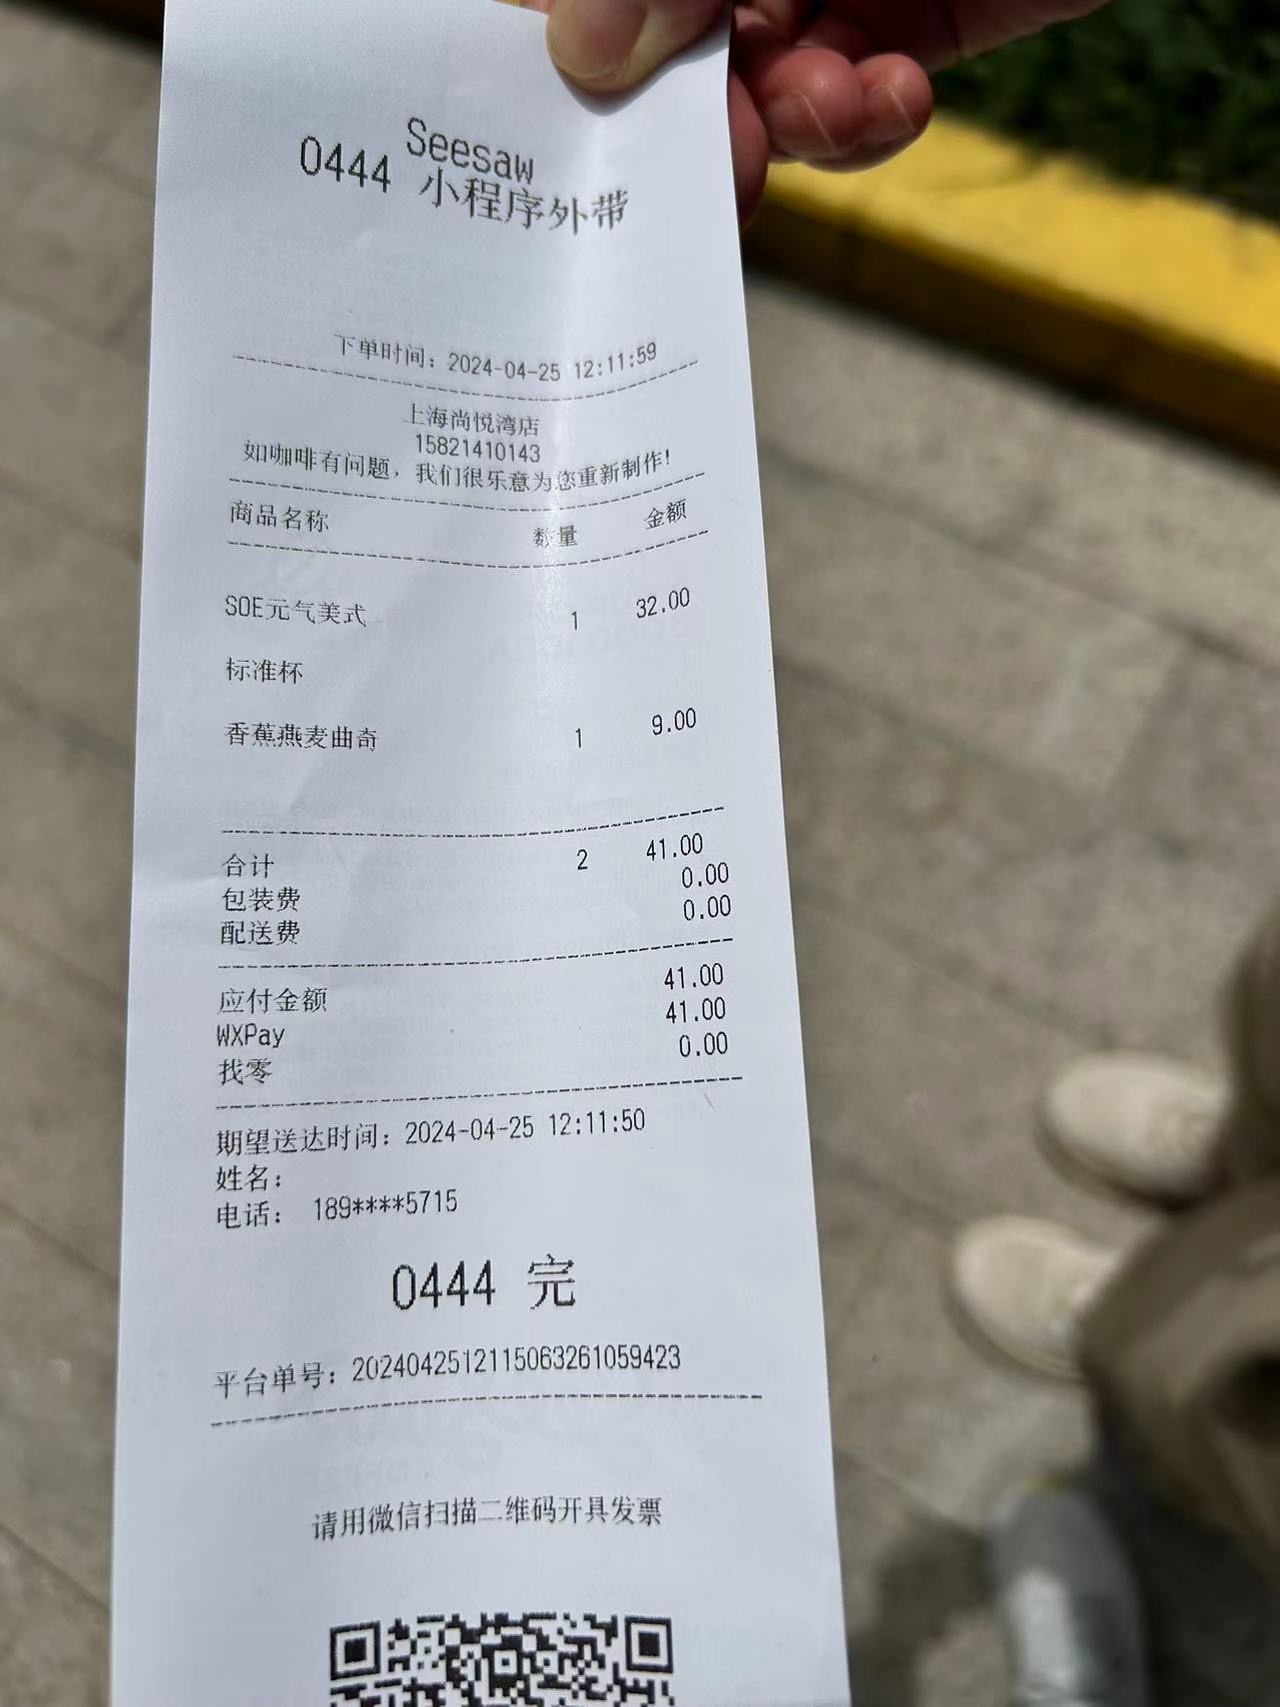 Seesaw
0444 小程序外带
下单时间：2024-04-25 12:11:59
上海尚悦湾店
15821410143
如咖啡有问题，我们很乐意为您重新制作！
商品名称 数量 金额
SOE元气美式 1 32.00
标准杯
香蕉燕麦曲奇 1 9.00
合计 2 41.00
包装费 0.00
配送费 0.00
应付金额 41.00
WXPay 41.00
找零 0.00
期望送达时间：2024-04-25 12:11:50
姓名：
电话： 189****5715
0444 完
平台单号：20240425121150632610‌59423
请用微信扫描二维码开具发票